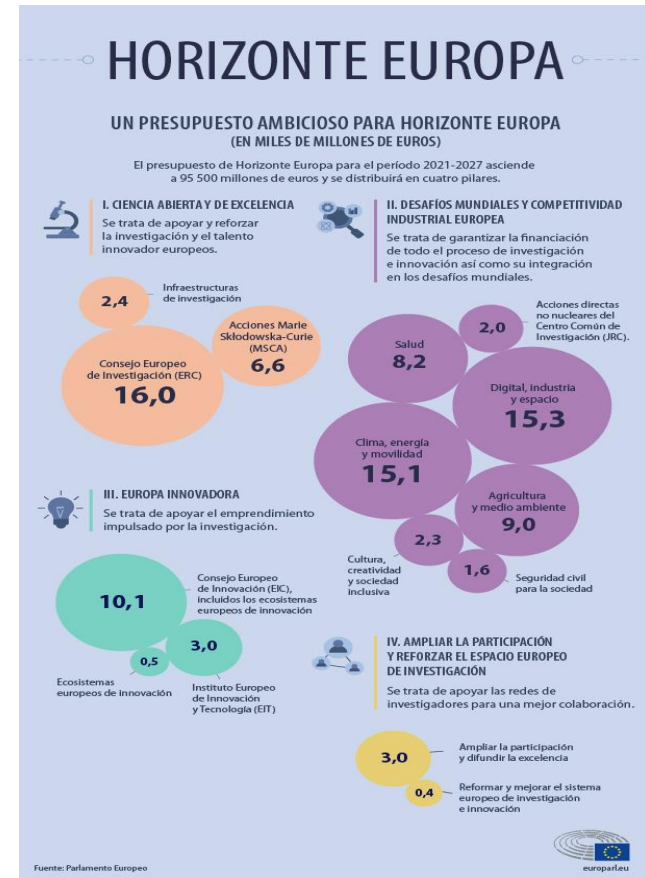 HORIZONTE EUROPA
UN PRESUPUESTO AMBICIOSO PARA HORIZONTE EUROPA
(EN MILES DE MILLONES DE EUROS)
El presupuesto de Horizonte Europa para el período 2021-2027 asciende
a 95 500 millones de euros y se distribuirá en cuatro pilares.
I. CIENCIA ABIERTA Y DE EXCELENCIA
Se trata de apoyar y reforzar
la investigación y el talento
innovador europeos.
2,4
Infraestructuras
de investigación
Acciones Marie
Skłodowska-Curie
(MSCA)
6,6
Consejo Europeo
de Investigación (ERC)
16,0
II. DESAFÍOS MUNDIALES Y COMPETITIVIDAD
INDUSTRIAL EUROPEA
Se trata de garantizar la financiación
de todo el proceso de investigación
e innovación así como su integración
en los desafíos mundiales.
Acciones directas
no nucleares del
Centro Común de
Investigación (JRC).
2,0
Salud
8,2
Digital, industria
y espacio
15,3
Clima, energía
y movilidad
15,1
Agricultura
y medio ambiente
9,0
2,3
Cultura,
creatividad
y sociedad
inclusiva
1,6
Seguridad civil
para la sociedad
III. EUROPA INNOVADORA
Se trata de apoyar el emprendimiento
impulsado por la investigación.
10,1
Consejo Europeo
de Innovación (EIC),
incluidos los ecosistemas
europeos de innovación
3,0
0,5
Ecosistemas
europeos de innovación
Instituto Europeo
de Innovación
y Tecnología (EIT)
IV. AMPLIAR LA PARTICIPACIÓN
Y REFORZAR EL ESPACIO EUROPEO
DE INVESTIGACIÓN
Se trata de apoyar las redes de
investigadores para una mejor colaboración.
3,0
Ampliar la participación
y difundir la excelencia
0,4
Reformar y mejorar el sistema
europeo de investigación
e innovación
Fuente: Parlamento Europeo
europarl.eu